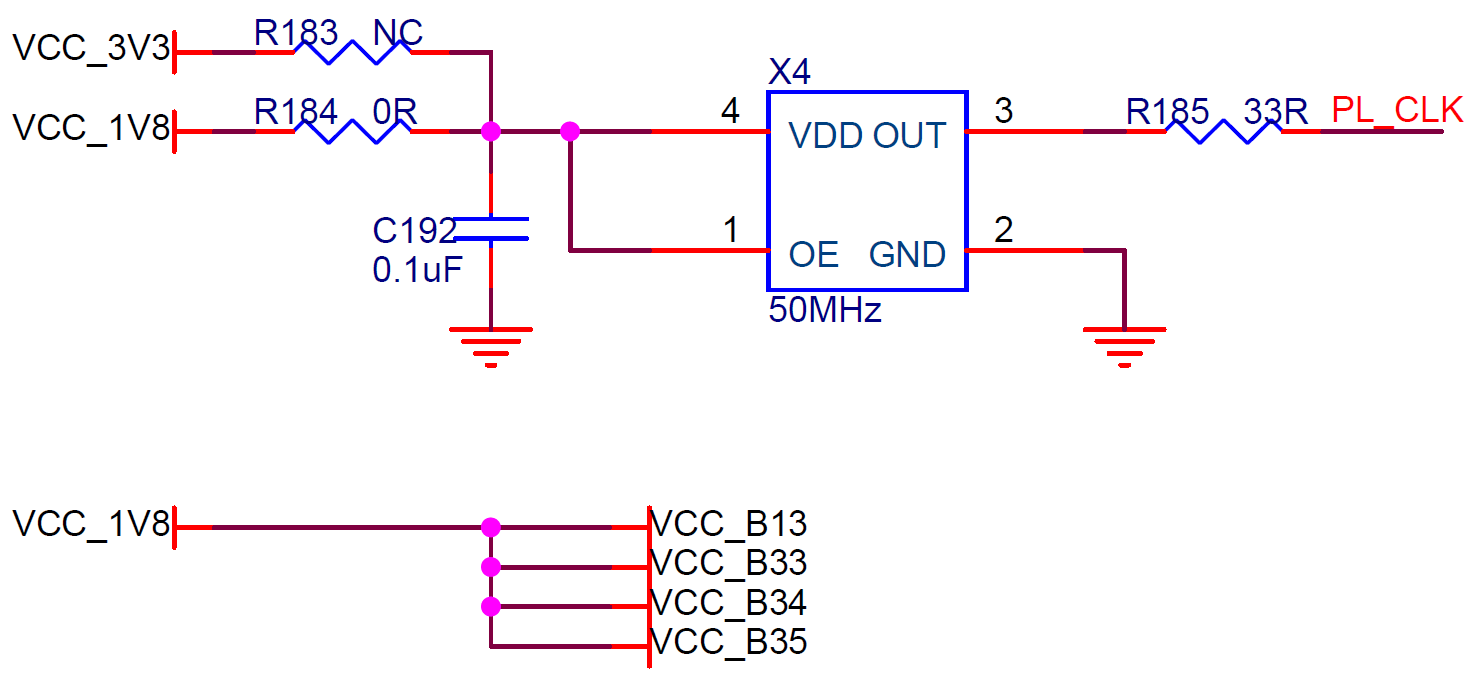 VCC_3V3
R183 NC
VCC_1V8
R184 0R
C192
0.1uF
X4
4
VDD OUT
3
1
OE GND
2
50MHz
R185 33R
PL_CLK
VCC_1V8
VCC_B13
VCC_B33
VCC_B34
VCC_B35